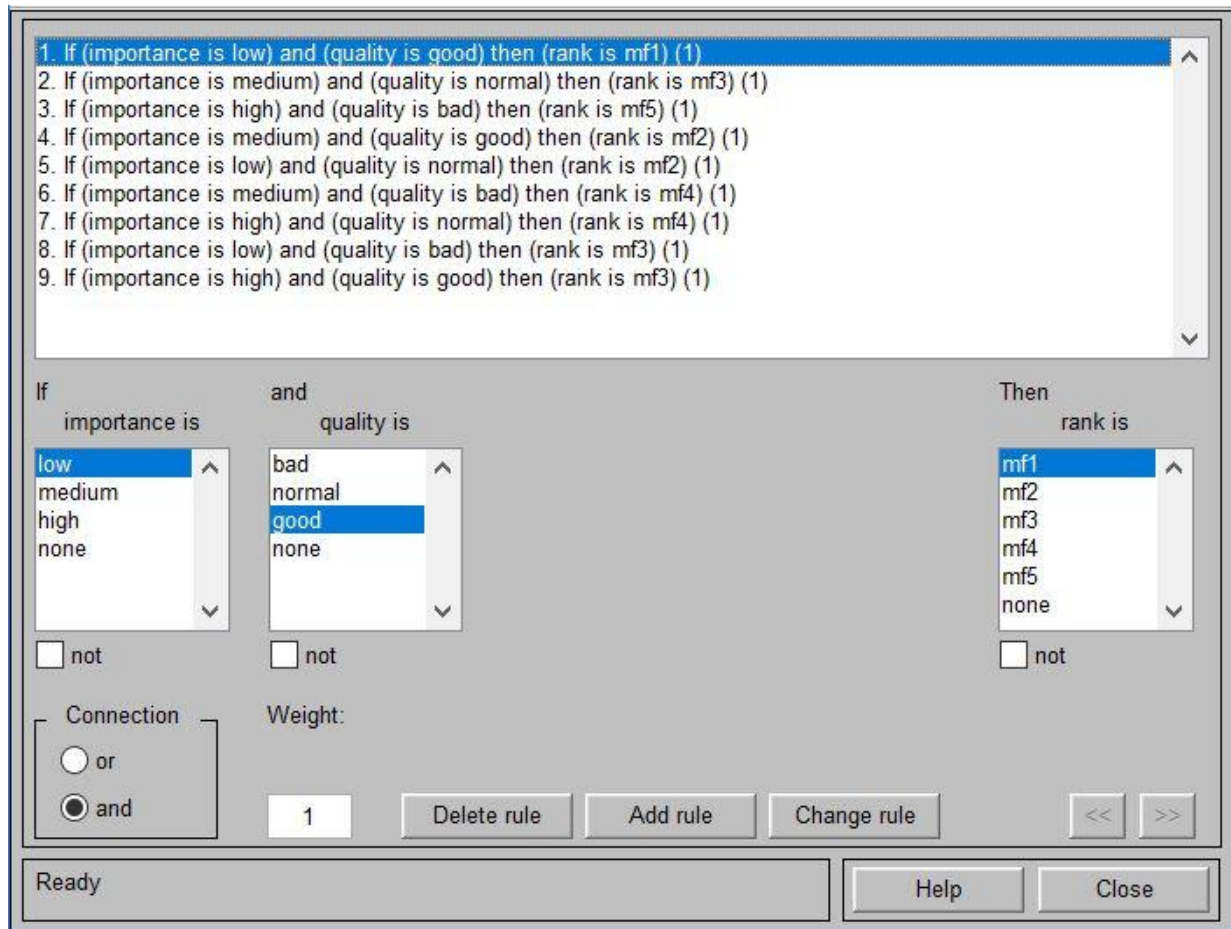 1. If (importance is low) and (quality is good) then (rank is mf1) (1)
2. If (importance is medium) and (quality is normal) then (rank is mf3) (1)
3. If (importance is high) and (quality is bad) then (rank is mf5) (1)
4. If (importance is medium) and (quality is good) then (rank is mf2) (1)
5. If (importance is low) and (quality is normal) then (rank is mf2) (1)
6. If (importance is medium) and (quality is bad) then (rank is mf4) (1)
7. If (importance is high) and (quality is normal) then (rank is mf4) (1)
8. If (importance is low) and (quality is bad) then (rank is mf3) (1)
9. If (importance is high) and (quality is good) then (rank is mf3) (1)
If
importance is
low
medium
high
none
not
and
quality is
bad
normal
good
none
not
Then
rank is
mf1
mf2
mf3
mf4
mf5
none
not
Connection
or
and
Weight:
1
Delete rule
Add rule
Change rule
<<
>>
Ready
Help
Close